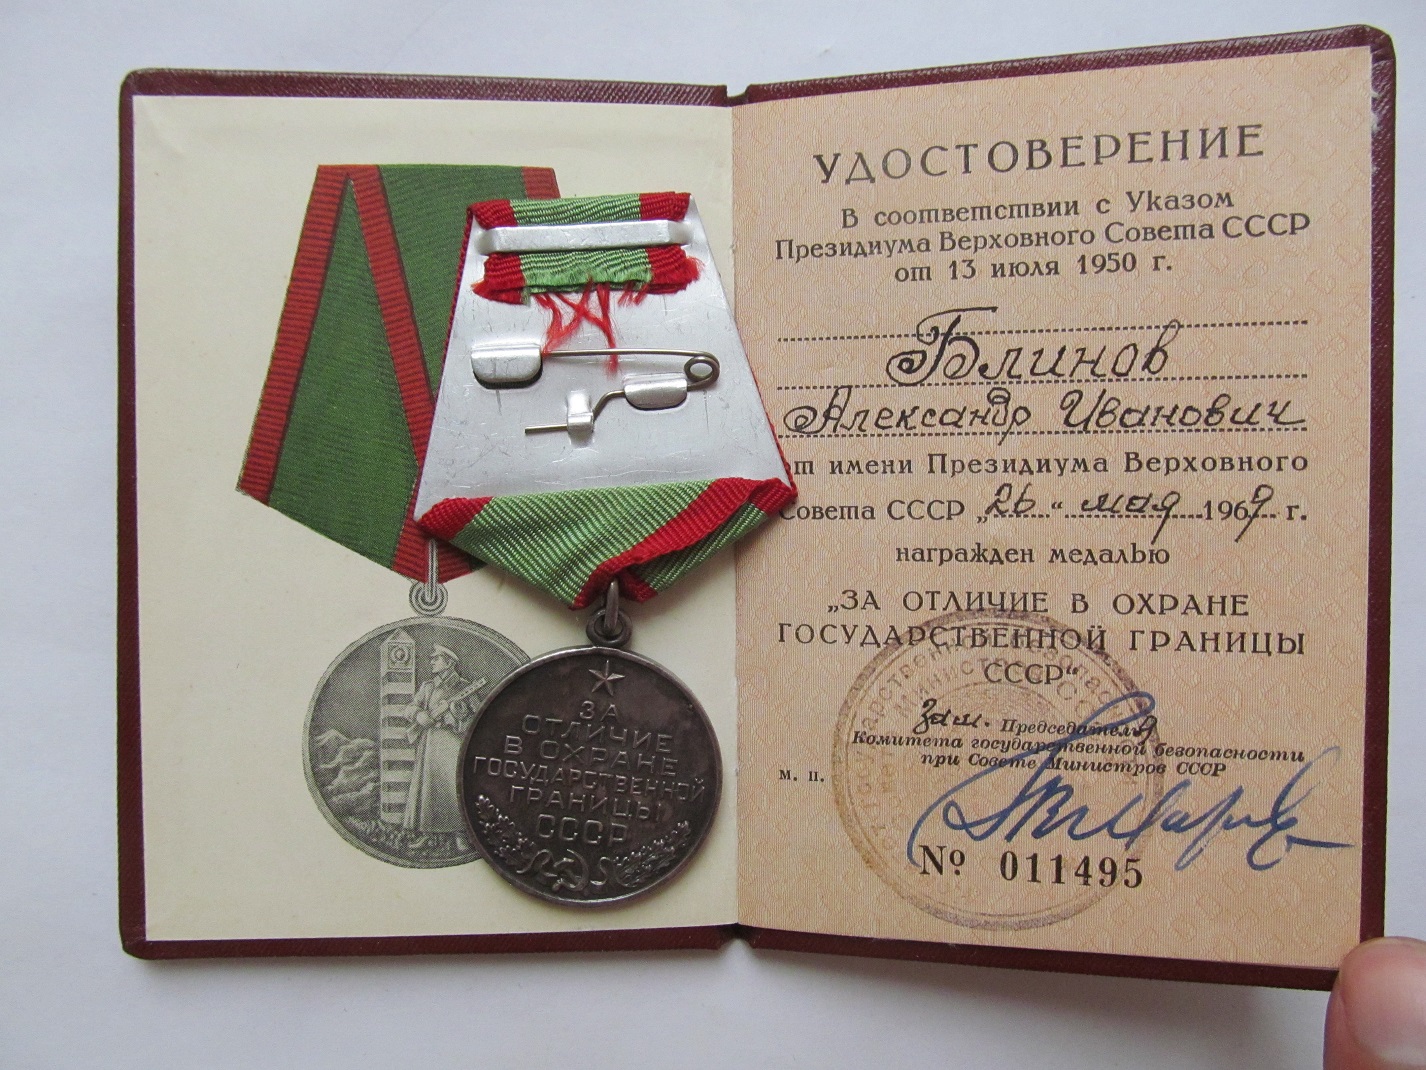 ЗА
ОТЛИЧИЕ
В ОХРАНЕ
ГОСУДАРСТВЕННОЙ
ГРАНИЦЫ
СССР
УДОСТОВЕРЕНИЕ
В соответствии с Указом
Президиума Верховного Совета СССР
от 13 июля 1950 г.
Блинов
Александр Иванович
от имени Президиума Верховного
Совета СССР „26“ мая 1969 г.
награжден медалью
„ЗА ОТЛИЧИЕ В ОХРАНЕ
ГОСУДАРСТВЕННОЙ ГРАНИЦЫ
СССР“
Зам. Председателя
Комитета государственной безопасности
при Совете Министров СССР
м. п.
№ 011495